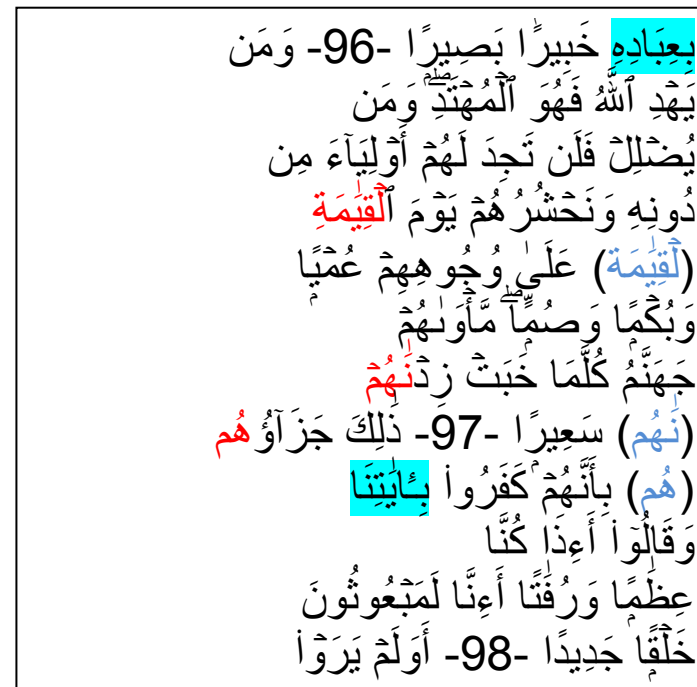 بِعِبَادِهِ خَبِيرَۢا بَصِيرٗا -96- وَمَن
يَهۡدِ ٱللَّهُ فَهُوَ ٱلۡمُهۡتَدِۖ وَمَن
يُضۡلِلۡ فَلَن تَجِدَ لَهُمۡ أَوۡلِيَآءَ مِن
دُونِهِ وَنَحۡشُرُهُمۡ يَوۡمَ ٱلۡقِيَٰمَةِ
(لۡقِيَٰمَة) عَلَىٰ وُجُوهِهِمۡ عُمۡيٗا
وَبُكۡمٗا وَصُمّٗاۖ مَّأۡوَىٰهُمۡ
جَهَنَّمُ كُلَّمَا خَبَتۡ زِدۡنَٰهُمۡ
(نَٰهُم) سَعِيرٗا -97- ذَٰلِكَ جَزَآؤُهُم
(هُم) بِأَنَّهُمۡ كَفَرُواْ بِـَٔايَٰتِنَا
وَقَالُوٓاْ أَءِذَا كُنَّا
عِظَٰمٗا وَرُفَٰتًا أَءِنَّا لَمَبۡعُوثُونَ
خَلۡقٗا جَدِيدًا -98- أَوَلَمۡ يَرَوۡاْ